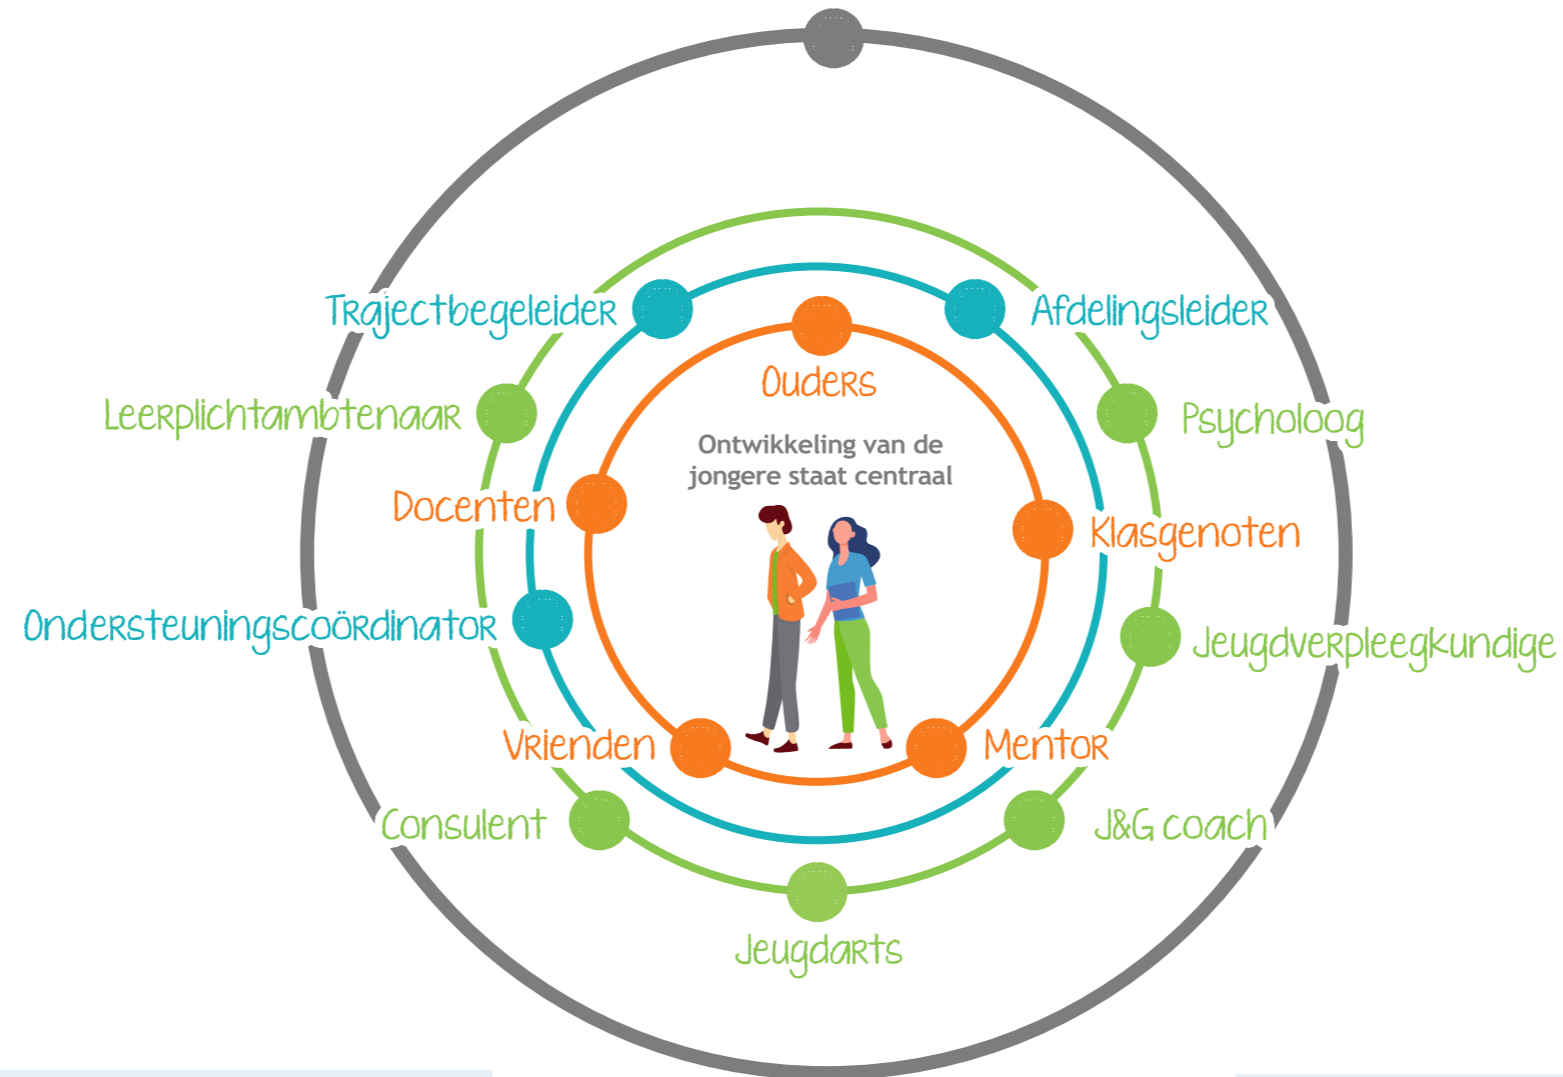 Trajectbegeleider
Afdelingsleider
Ouders
Leerplichtambtenaar
Psycholoog
Ontwikkeling van de
jongere staat centraal
Docenten
Klasgenoten
Ondersteuningscoördinator
Jeugdverpleegkundige
Vrienden
Mentor
Consulent
J&G coach
Jeugdarts